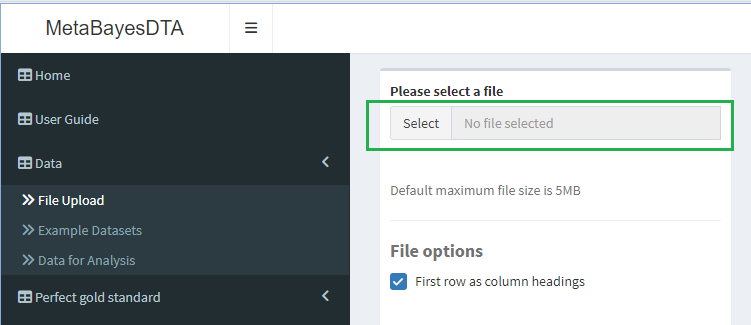 MetaBayesDTA
Home
User Guide
Data
File Upload
Example Datasets
Data for Analysis
Perfect gold standard
Please select a file
Select No file selected
Default maximum file size is 5MB
File options
First row as column headings